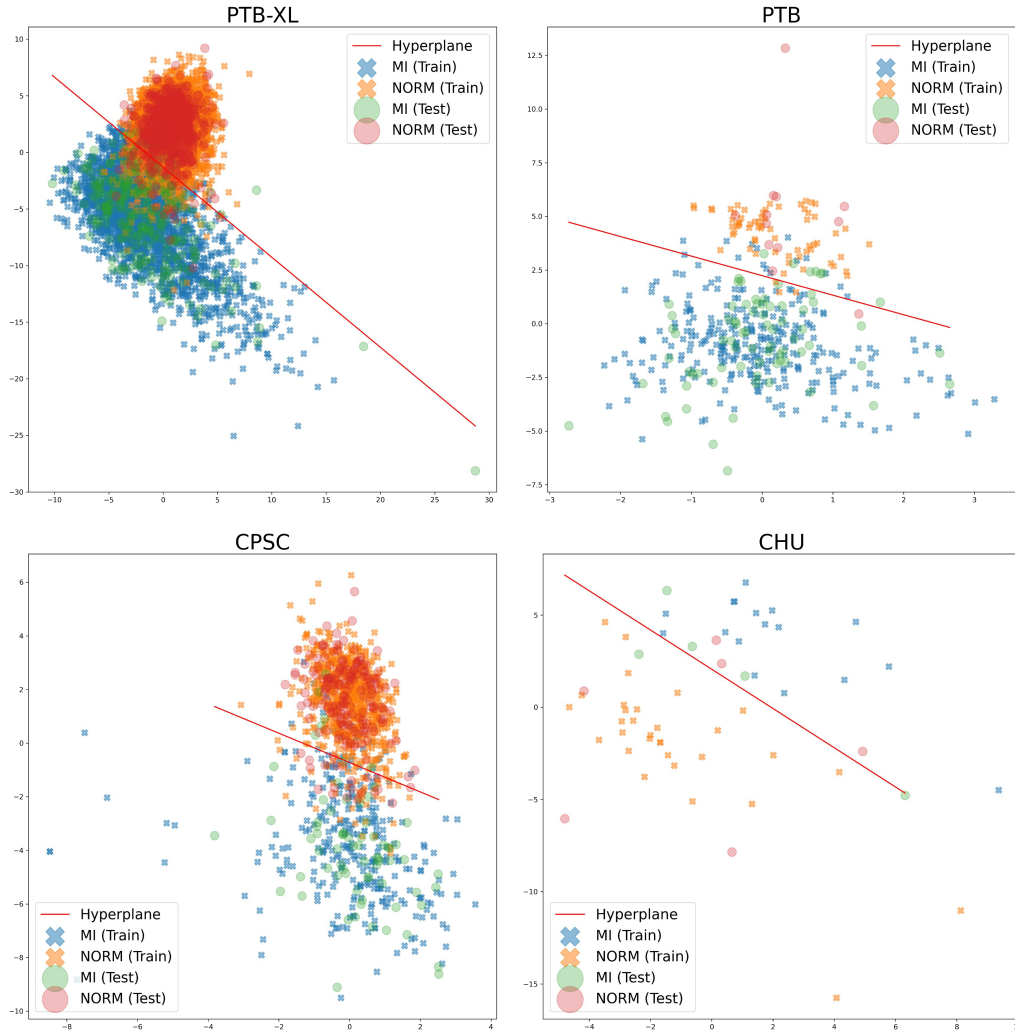 PTB-XL
10
5
0
−5
−10
−15
−20
−25
−30
−10 −5 0 5 10 15 20 25 30
Hyperplane
MI (Train)
NORM (Train)
MI (Test)
NORM (Test)
PTB
12.5
10.0
7.5
5.0
2.5
0.0
−2.5
−5.0
−7.5
−3 −2 −1 0 1 2 3
Hyperplane
MI (Train)
NORM (Train)
MI (Test)
NORM (Test)
CPSC
6
4
2
0
−2
−4
−6
−8
−10
−8 −6 −4 −2 0 2 4
Hyperplane
MI (Train)
NORM (Train)
MI (Test)
NORM (Test)
CHU
5
0
−5
−10
−15
−4 −2 0 2 4 6 8
Hyperplane
MI (Train)
NORM (Train)
MI (Test)
NORM (Test)